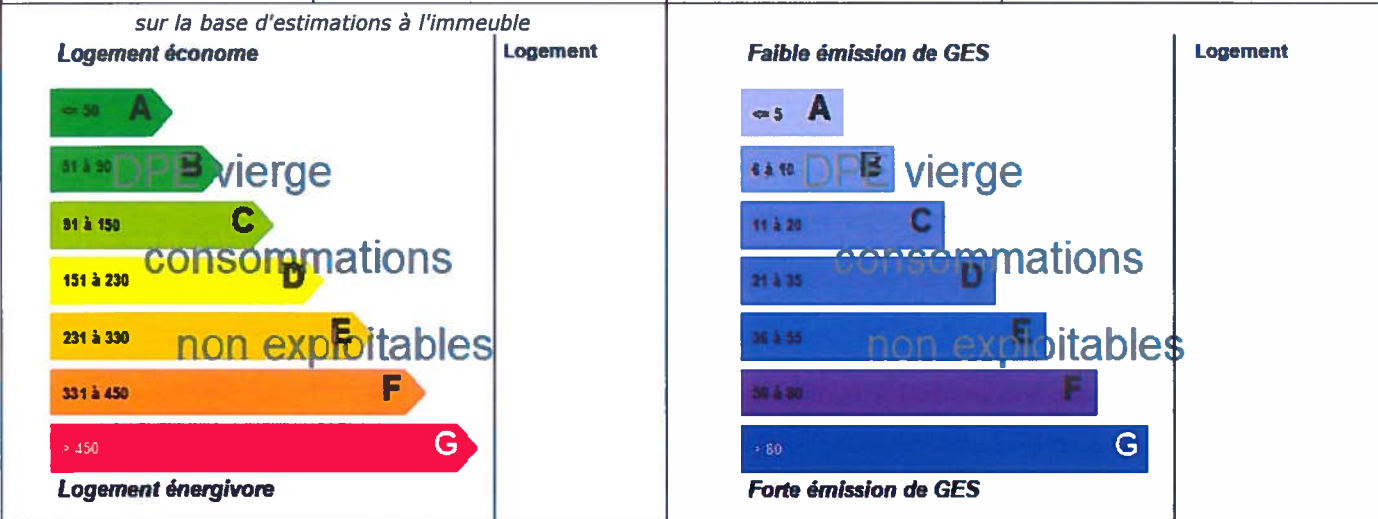 sur la base d'estimations à l'immeuble
Logement économe
Logement
<= 50 A
51 à 90 B
DPE vierge
91 à 150 C
consommations
151 à 230 D
231 à 330 E
non exploitables
331 à 450 F
> 450 G
Logement énergivore
Faible émission de GES
Logement
<= 5 A
6 à 10 B
DPE vierge
11 à 20 C
consommations
21 à 35 D
36 à 55 E
non exploitables
56 à 80 F
> 80 G
Forte émission de GES